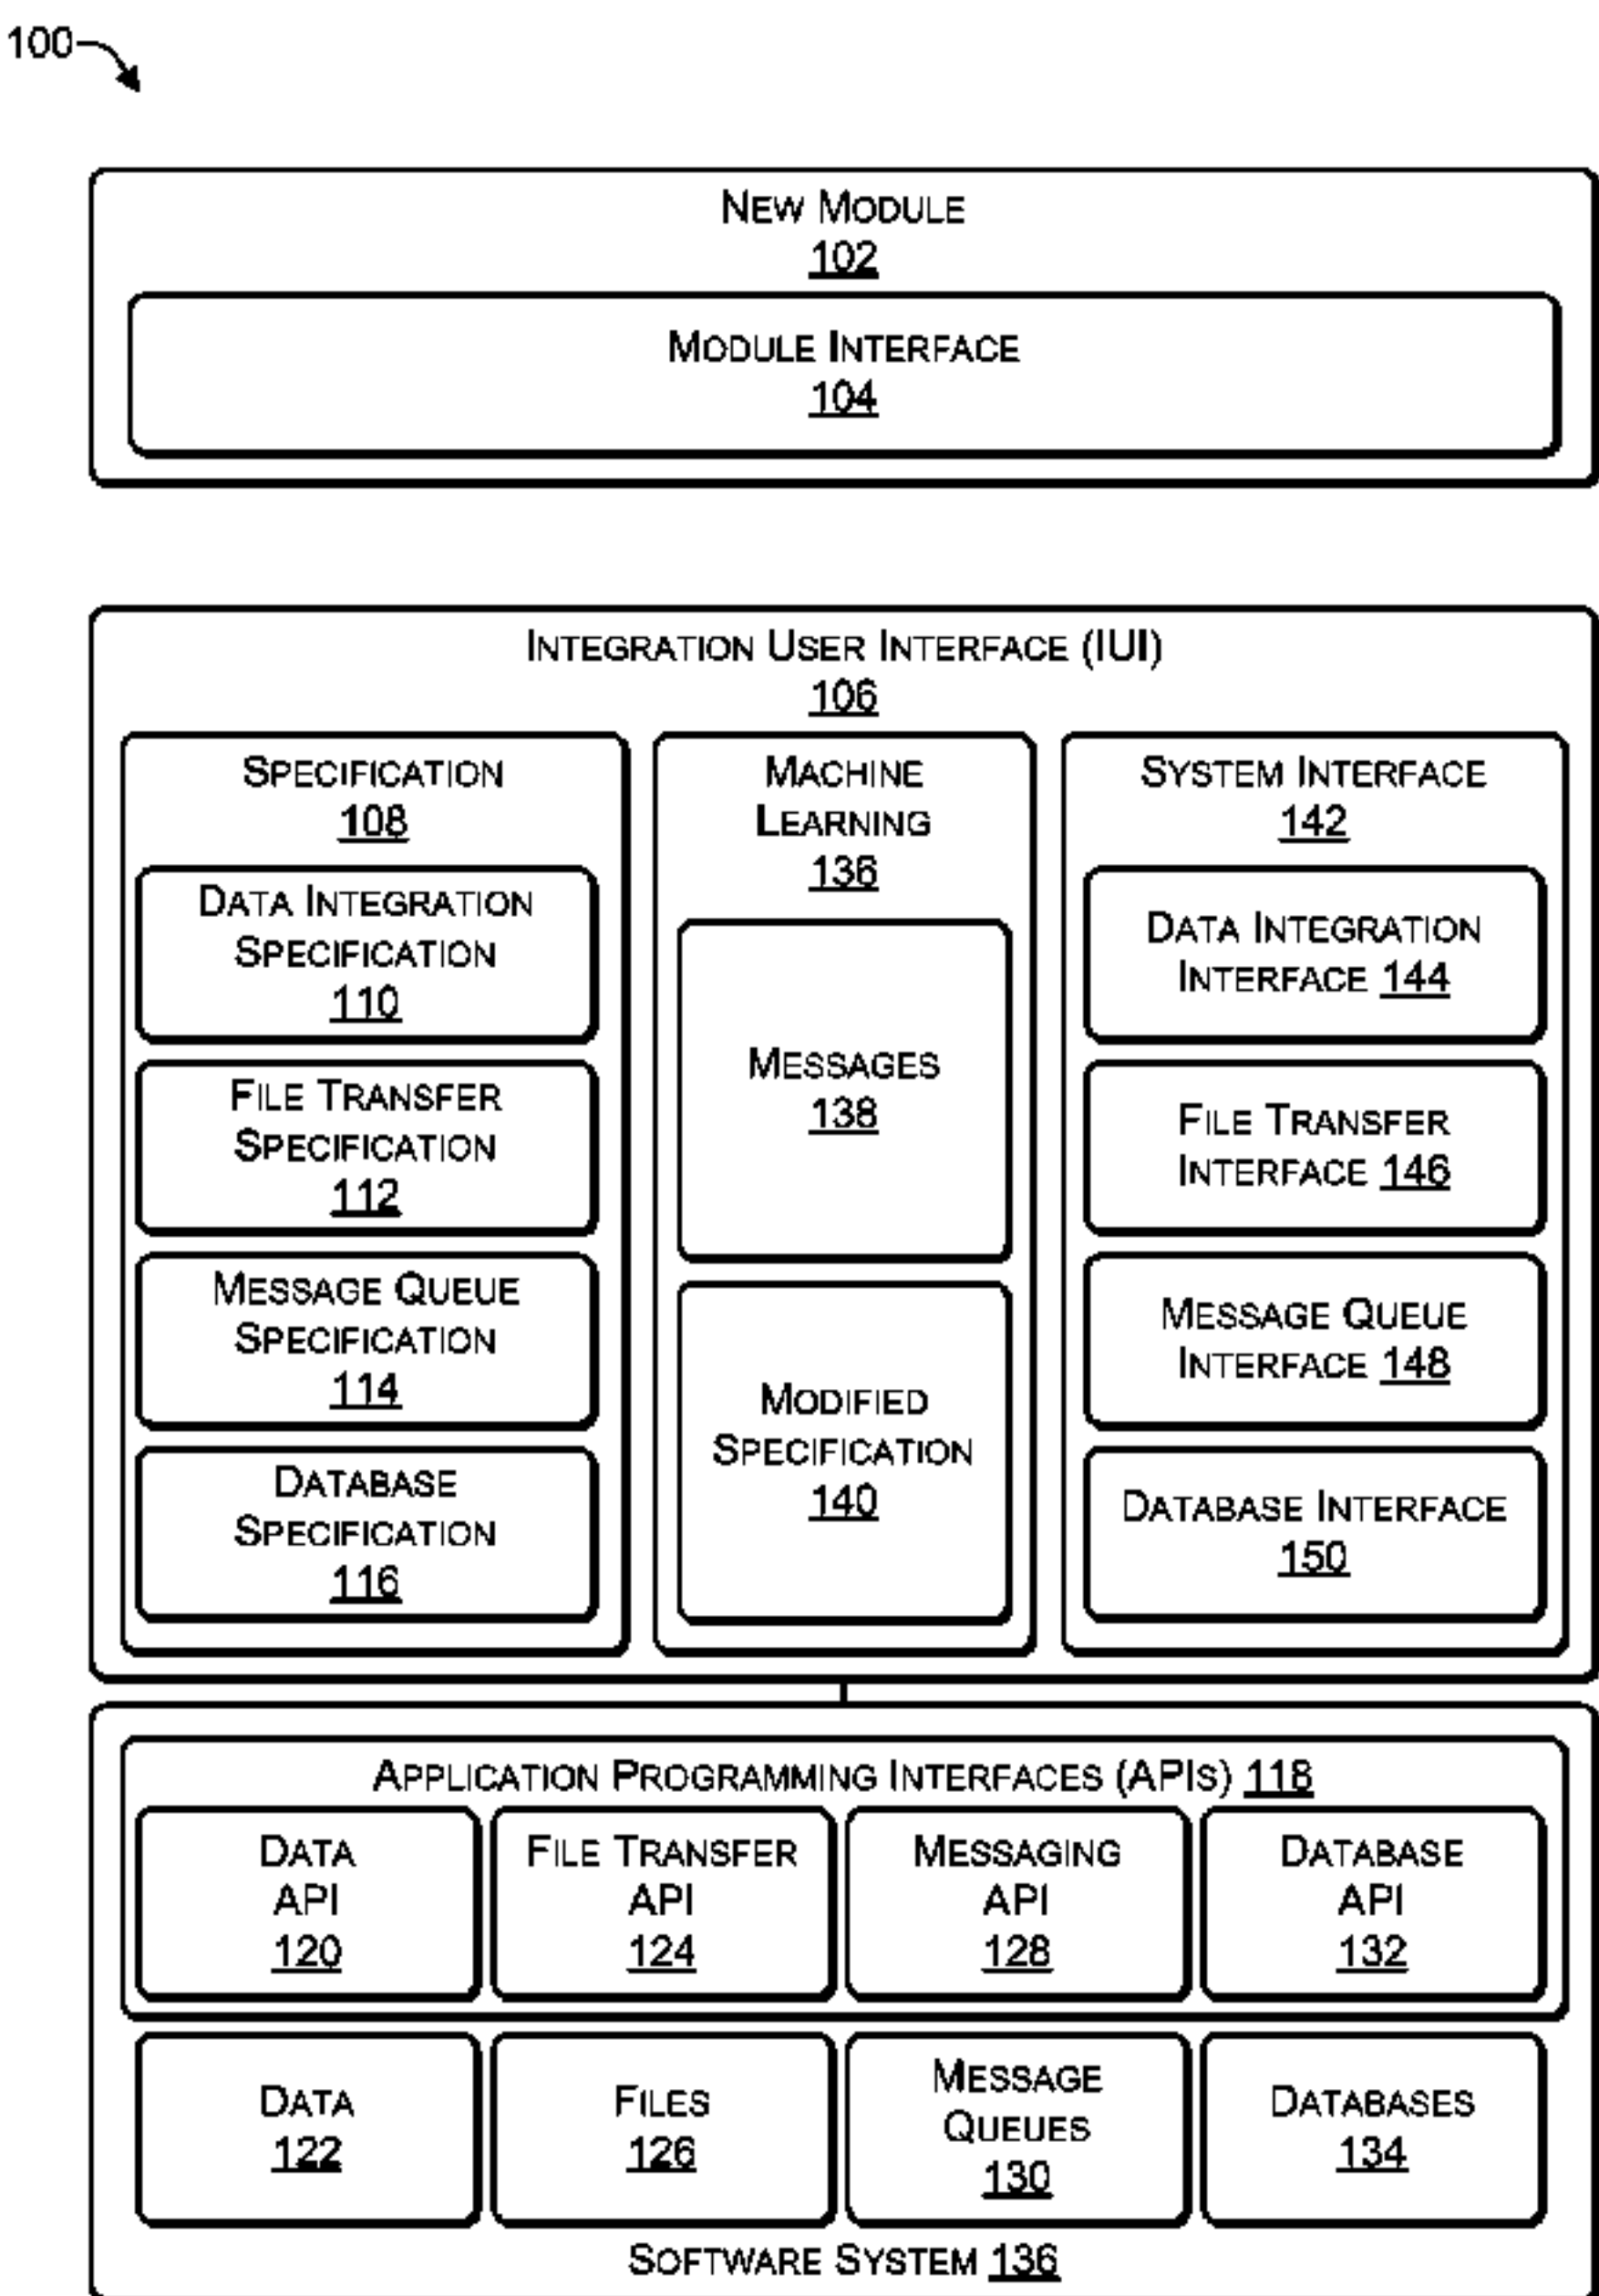 100
NEW MODULE
102
MODULE INTERFACE
104
INTEGRATION USER INTERFACE (IUI)
106
SPECIFICATION
108
DATA INTEGRATION
SPECIFICATION
110
FILE TRANSFER
SPECIFICATION
112
MESSAGE QUEUE
SPECIFICATION
114
DATABASE
SPECIFICATION
116
MACHINE
LEARNING
136
MESSAGES
138
MODIFIED
SPECIFICATION
140
SYSTEM INTERFACE
142
DATA INTEGRATION
INTERFACE 144
FILE TRANSFER
INTERFACE 146
MESSAGE QUEUE
INTERFACE 148
DATABASE INTERFACE
150
APPLICATION PROGRAMMING INTERFACES (APIS) 118
DATA
API
120
FILE TRANSFER
API
124
MESSAGING
API
128
DATABASE
API
132
DATA
122
FILES
126
MESSAGE
QUEUES
130
DATABASES
134
SOFTWARE SYSTEM 136